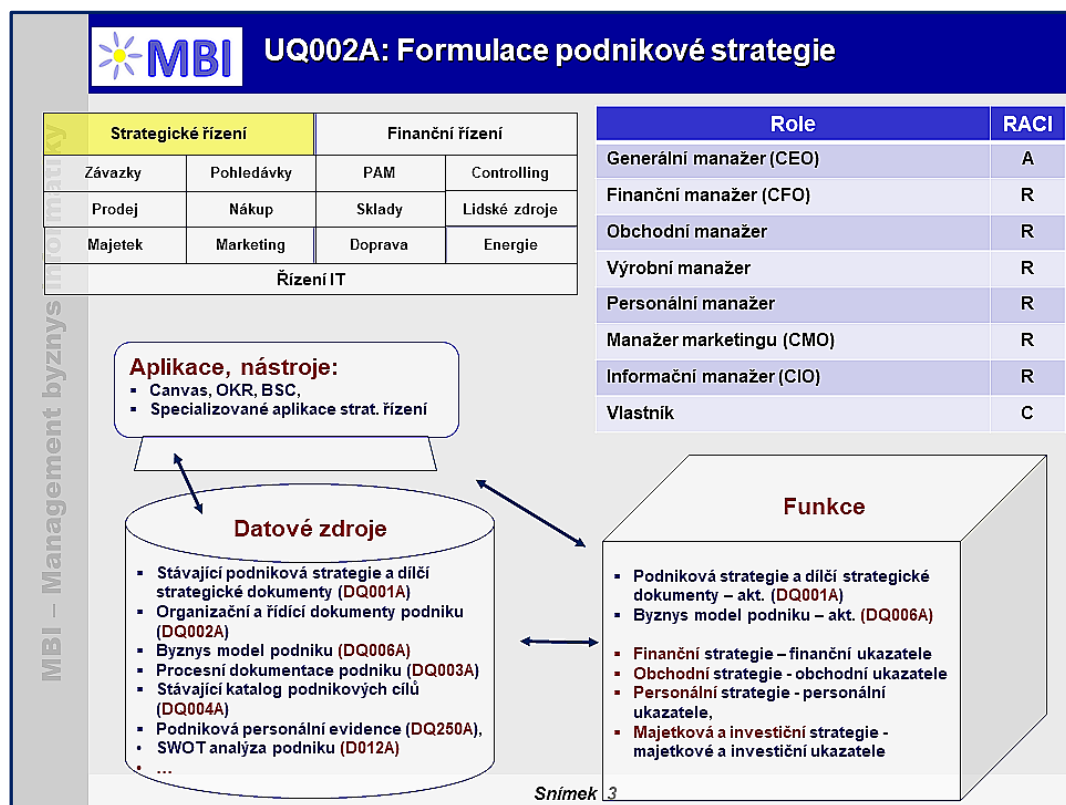 MBI
UQ002A: Formulace podnikové strategie
MBI – Management byznys informatiky
Strategické řízení
Finanční řízení
Závazky
Pohledávky
PAM
Controlling
Prodej
Nákup
Sklady
Lidské zdroje
Majetek
Marketing
Doprava
Energie
Řízení IT
Role RACI
Generální manažer (CEO) A
Finanční manažer (CFO) R
Obchodní manažer R
Výrobní manažer R
Personální manažer R
Manažer marketingu (CMO) R
Informační manažer (CIO) R
Vlastník C
Aplikace, nástroje:
▪ Canvas, OKR, BSC,
▪ Specializované aplikace strat. řízení
Datové zdroje
▪ Stávající podniková strategie a dílčí
strategické dokumenty (DQ001A)
▪ Organizační a řídící dokumenty podniku
(DQ002A)
▪ Byznys model podniku (DQ006A)
▪ Procesní dokumentace podniku (DQ003A)
▪ Stávající katalog podnikových cílů
(DQ004A)
▪ Podniková personální evidence (DQ250A),
• SWOT analýza podniku (D012A)
• ...
Funkce
▪ Podniková strategie a dílčí strategické
dokumenty – akt. (DQ001A)
▪ Byznys model podniku – akt. (DQ006A)
▪ Finanční strategie – finanční ukazatele
▪ Obchodní strategie - obchodní ukazatele
▪ Personální strategie - personální
ukazatele,
▪ Majetková a investiční strategie -
majetkové a investiční ukazatele
Snímek 3